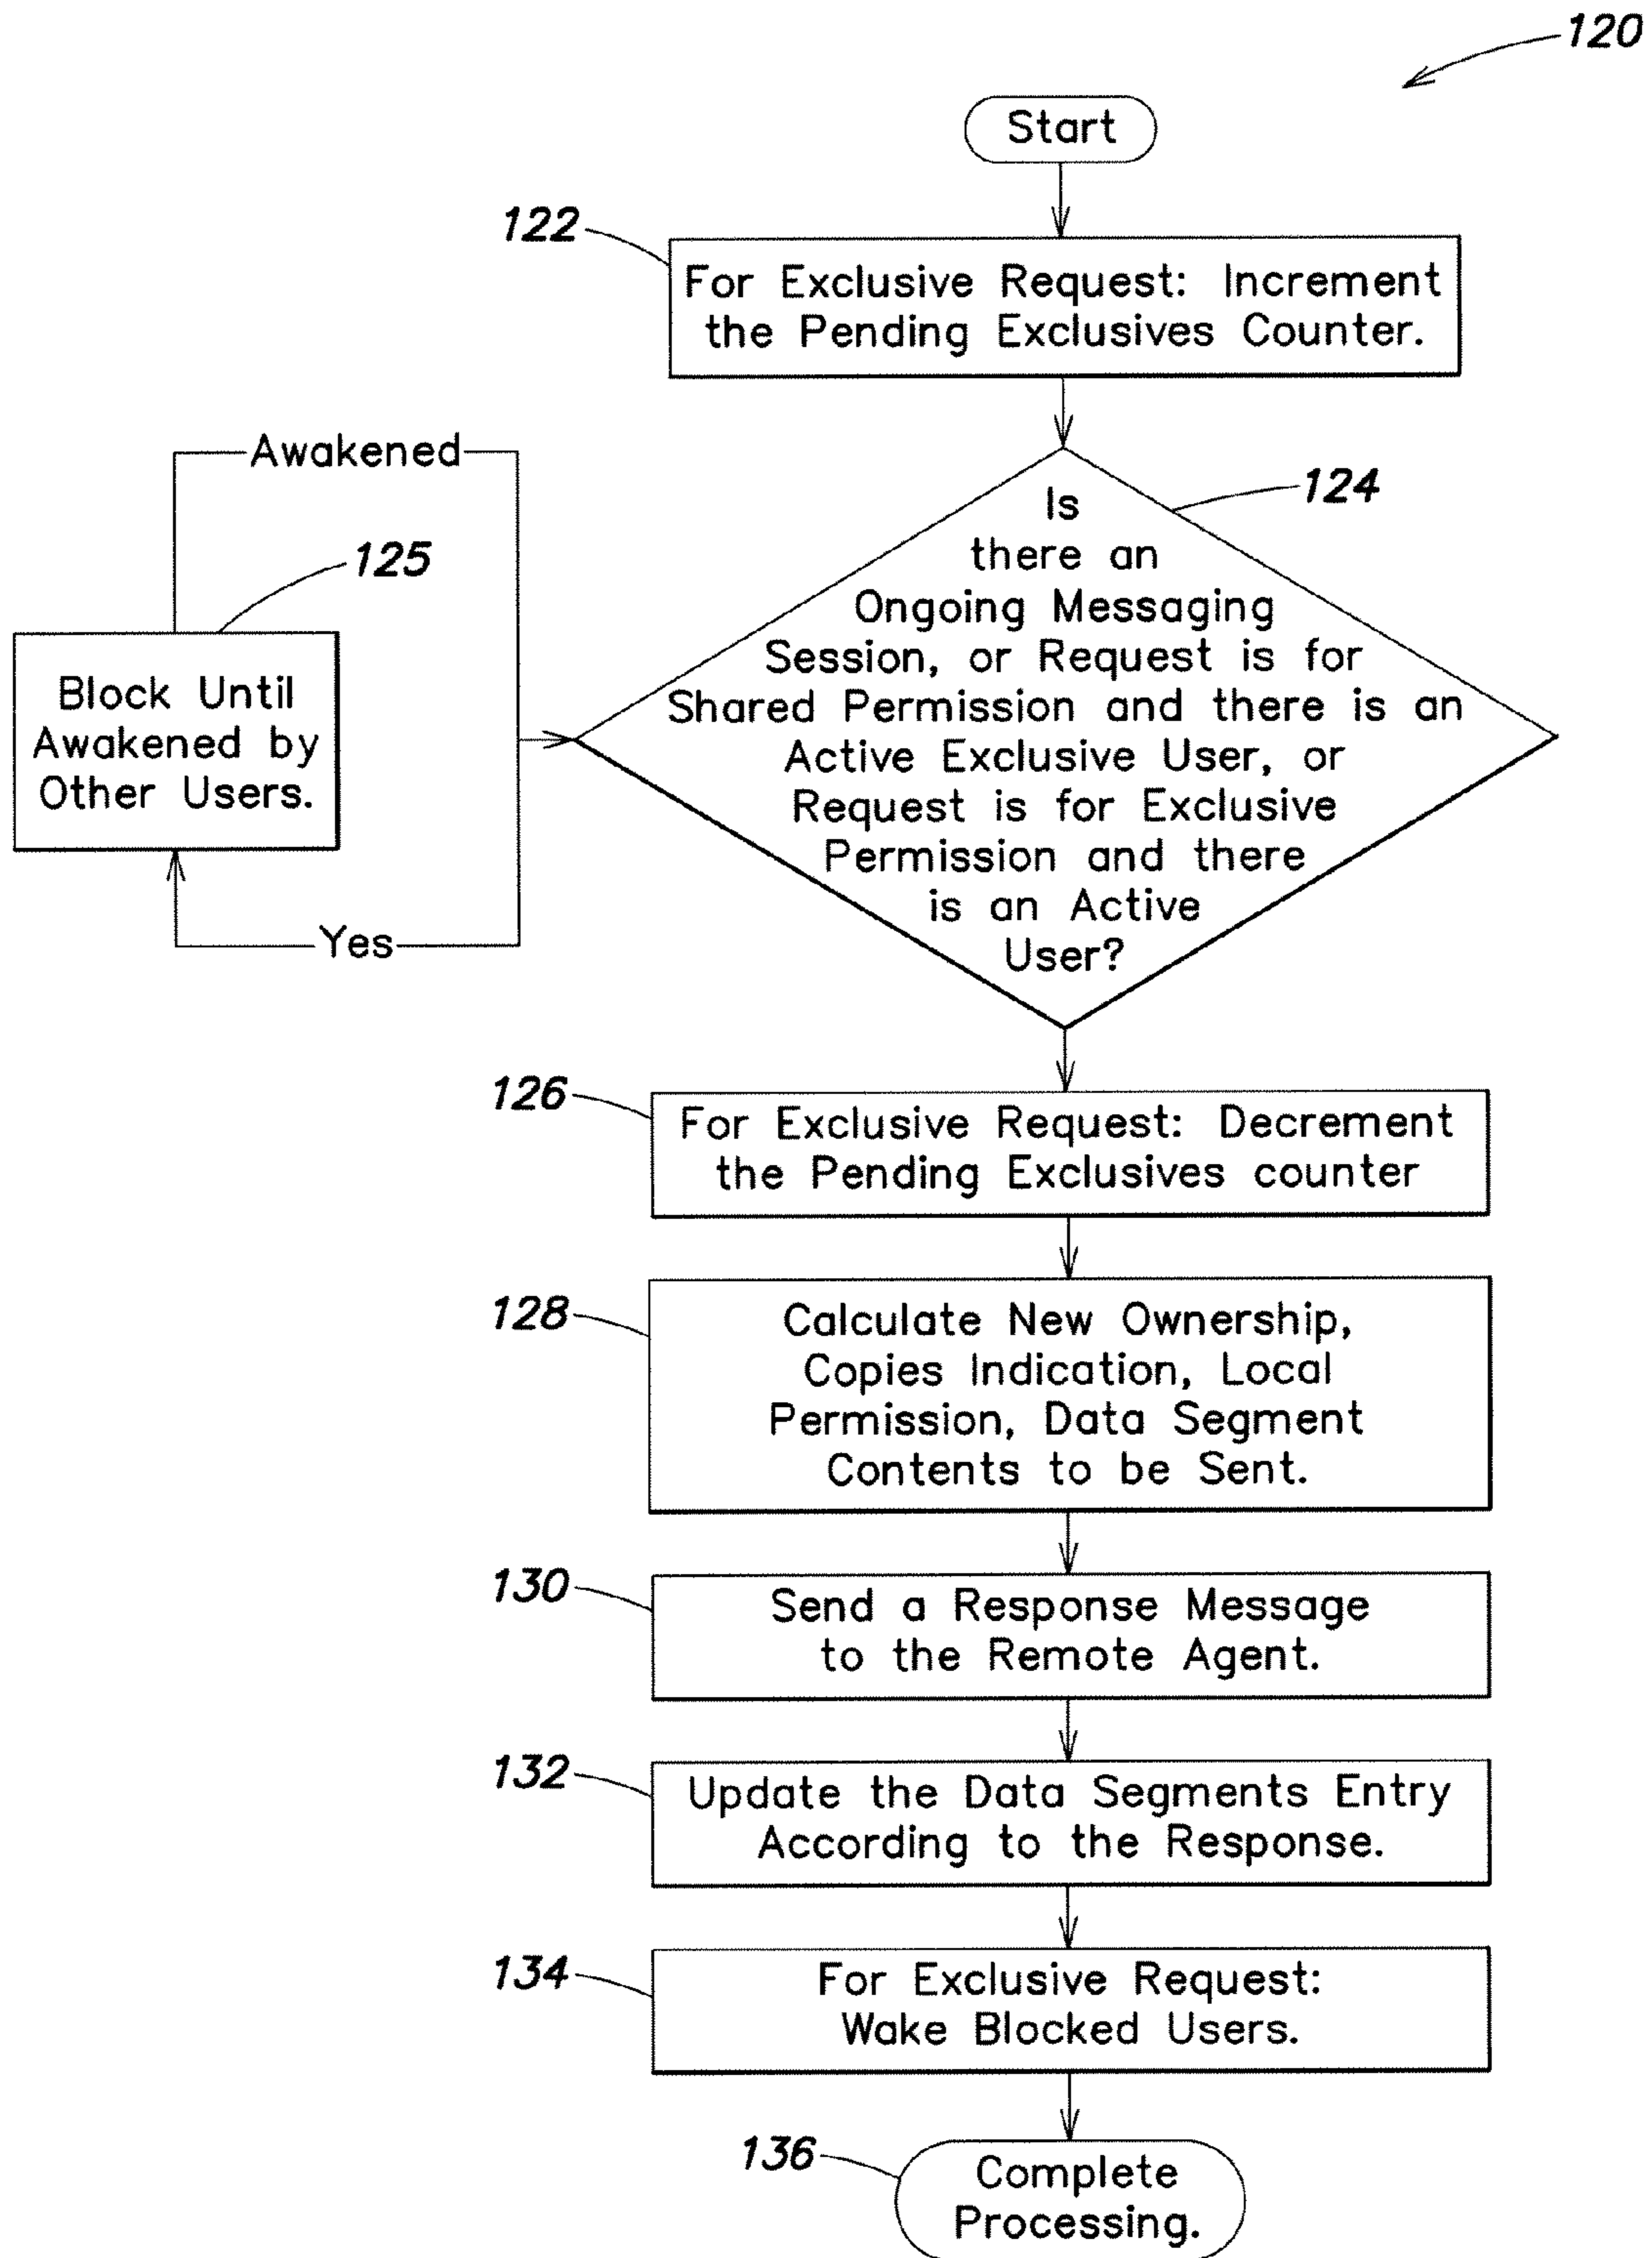 120
Start
122
For Exclusive Request: Increment
the Pending Exclusives Counter.
Awakened
124
125
Is
there an
Ongoing Messaging
Session, or Request is for
Shared Permission and there is an
Active Exclusive User, or
Request is for Exclusive
Permission and there
is an Active
User?
Block Until
Awakened by
Other Users.
Yes
126
For Exclusive Request: Decrement
the Pending Exclusives counter
128
Calculate New Ownership,
Copies Indication, Local
Permission, Data Segment
Contents to be Sent.
130
Send a Response Message
to the Remote Agent.
132
Update the Data Segments Entry
According to the Response.
134
For Exclusive Request:
Wake Blocked Users.
136
Complete
Processing.